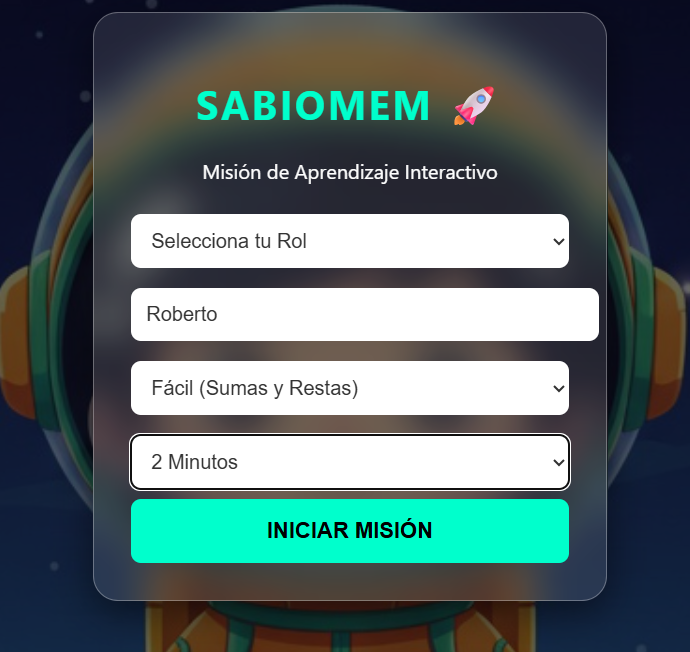 SABIOMEM 🚀
Misión de Aprendizaje Interactivo
Selecciona tu Rol
Roberto
Fácil (Sumas y Restas)
2 Minutos
INICIAR MISIÓN